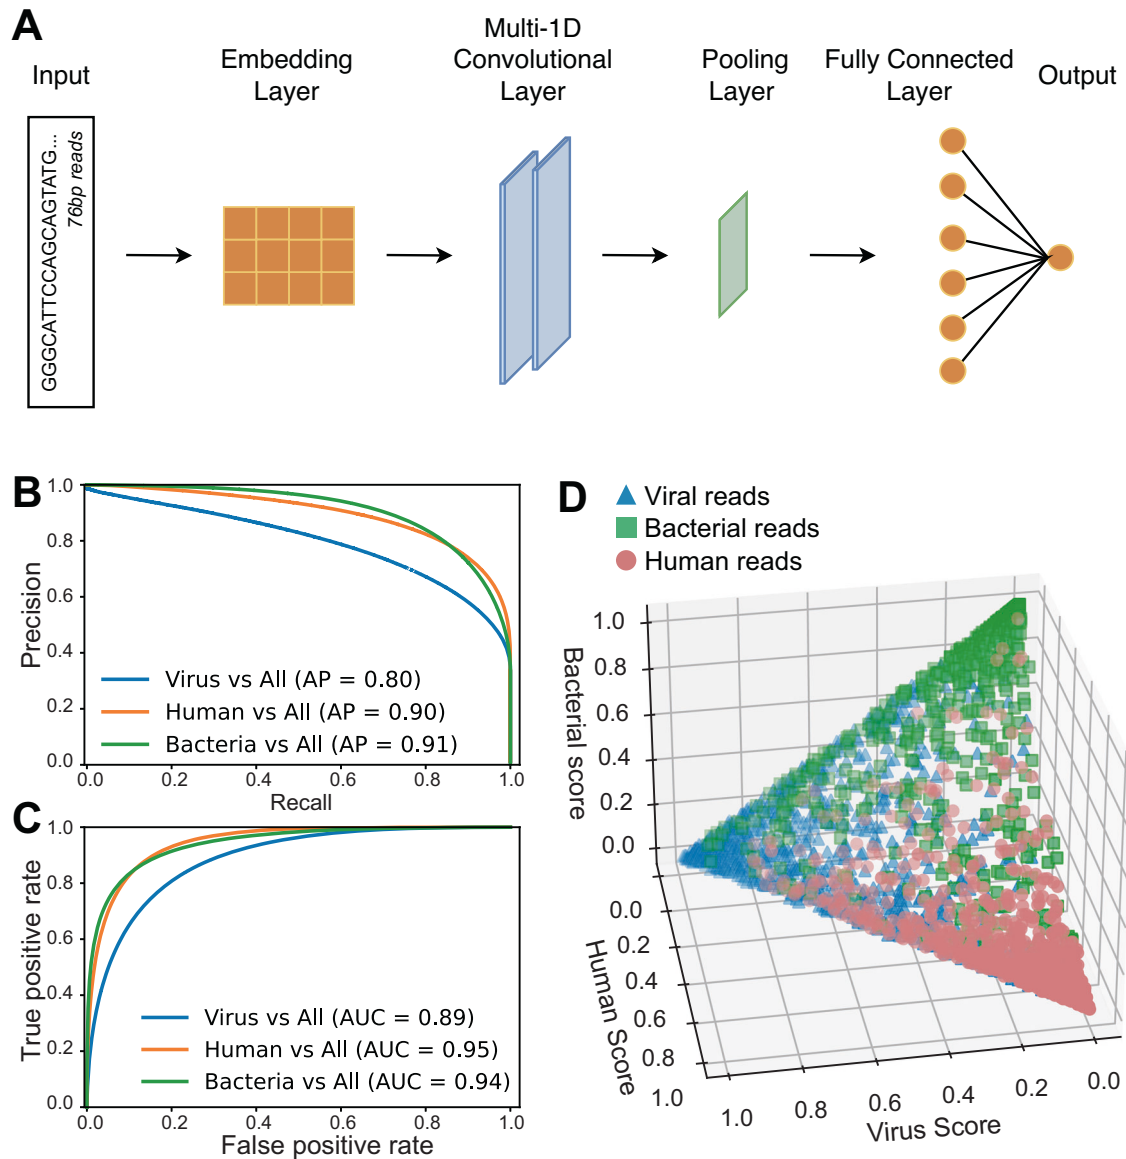 A
Input
Embedding
Layer
Multi-1D
Convolutional
Layer
Pooling
Layer
Fully Connected
Layer
Output
GGGCATTCCAGCAGTATG...
76bp reads
B
1.0
0.8
0.6
0.4
0.2
0.0
Precision
Virus vs All (AP = 0.80)
Human vs All (AP = 0.90)
Bacteria vs All (AP = 0.91)
0.0 0.2 0.4 0.6 0.8 1.0
Recall
C
1.0
0.8
0.6
0.4
0.2
0.0
True positive rate
Virus vs All (AUC = 0.89)
Human vs All (AUC = 0.95)
Bacteria vs All (AUC = 0.94)
0.0 0.2 0.4 0.6 0.8 1.0
False positive rate
D
Viral reads
Bacterial reads
Human reads
1.0
0.8
0.6
0.4
0.2
0.0
Bacterial score
0.0
0.2
0.4
0.6
0.8
1.0
Human Score
1.0 0.8 0.6 0.4 0.2 0.0
Virus Score